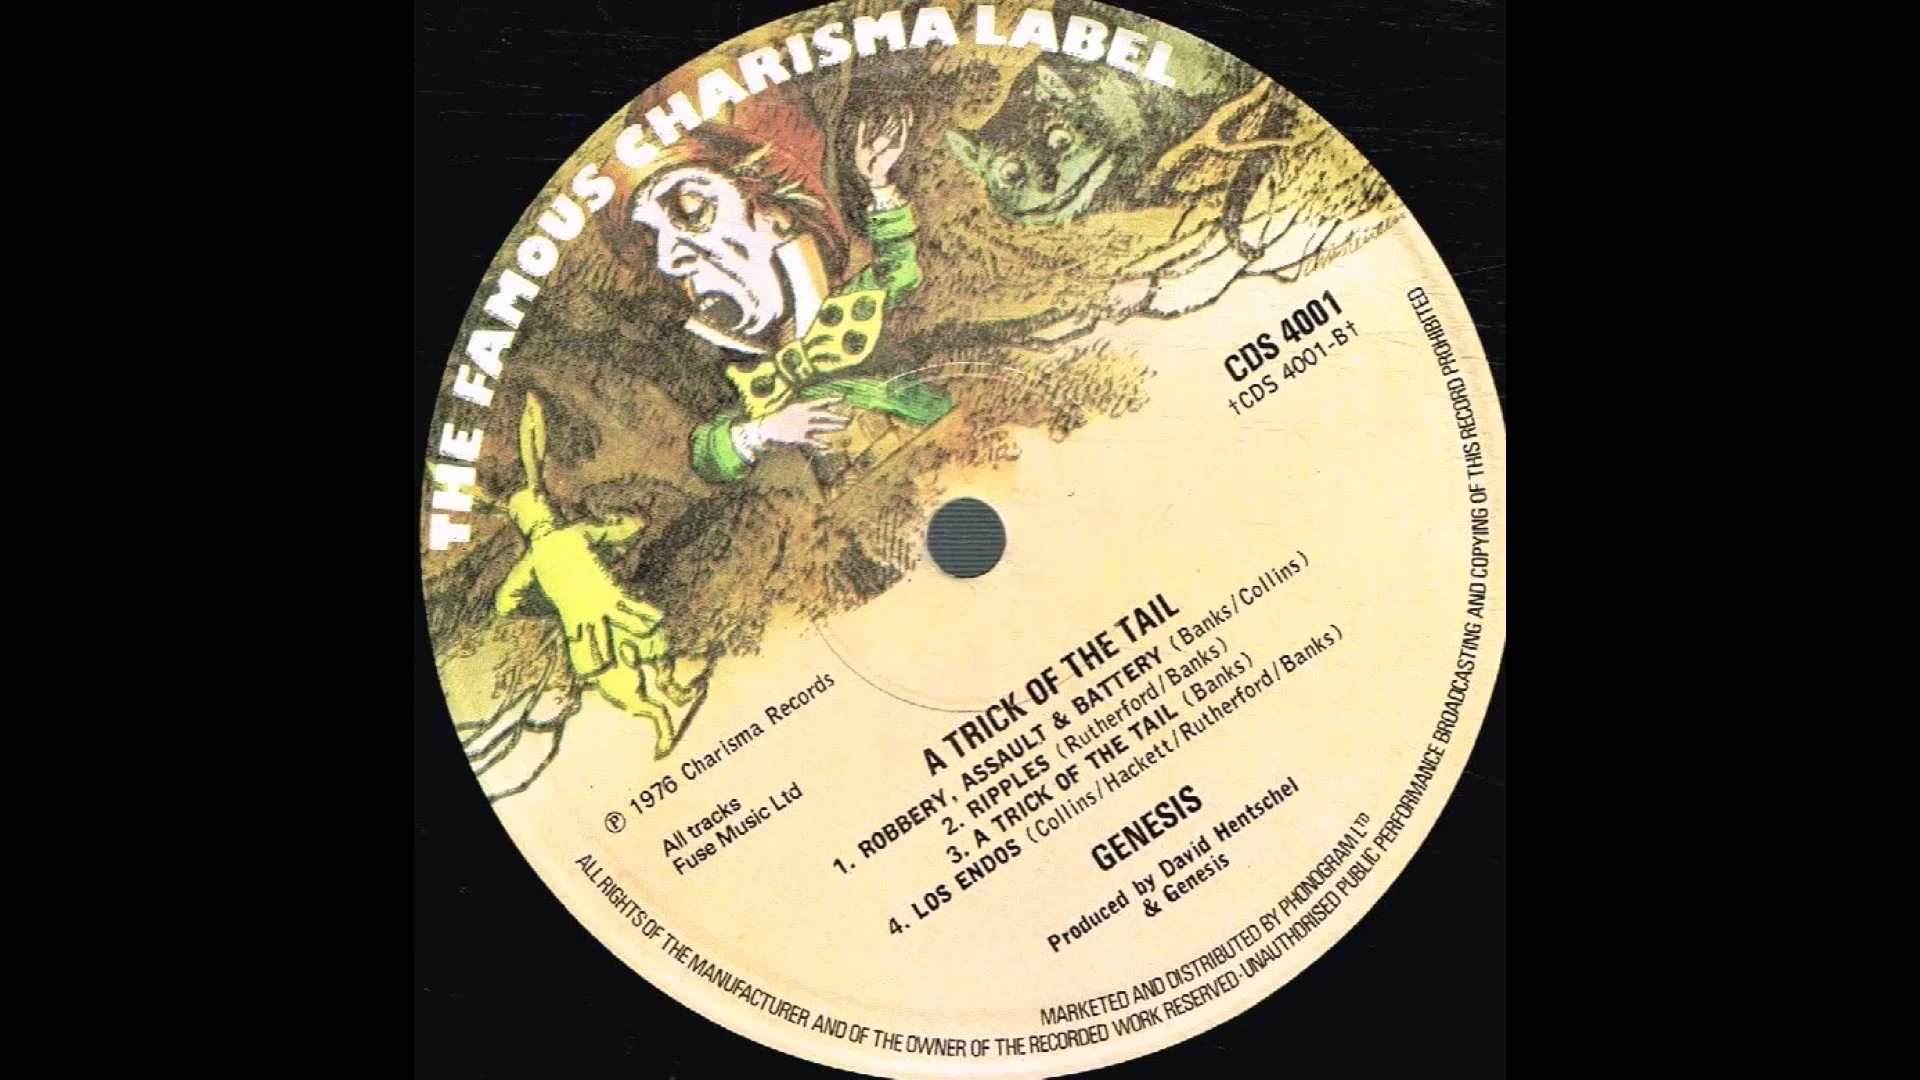 THE FAMOUS CHARISMA LABEL
CDS 4001
†CDS 4001-B†
A TRICK OF THE TAIL
1. ROBBERY, ASSAULT & BATTERY (Banks/Collins)
2. RIPPLES (Rutherford/Banks)
3. A TRICK OF THE TAIL (Banks)
4. LOS ENDOS (Collins/Hackett/Rutherford/Banks)
GENESIS
Produced by David Hentschel
& Genesis
℗ 1976 Charisma Records
All tracks
Fuse Music Ltd
MARKETED AND DISTRIBUTED BY PHONOGRAM LTD
ALL RIGHTS OF THE MANUFACTURER AND OF THE OWNER OF THE RECORDED WORK RESERVED·UNAUTHORISED PUBLIC PERFORMANCE BROADCASTING AND COPYING OF THIS RECORD PROHIBITED